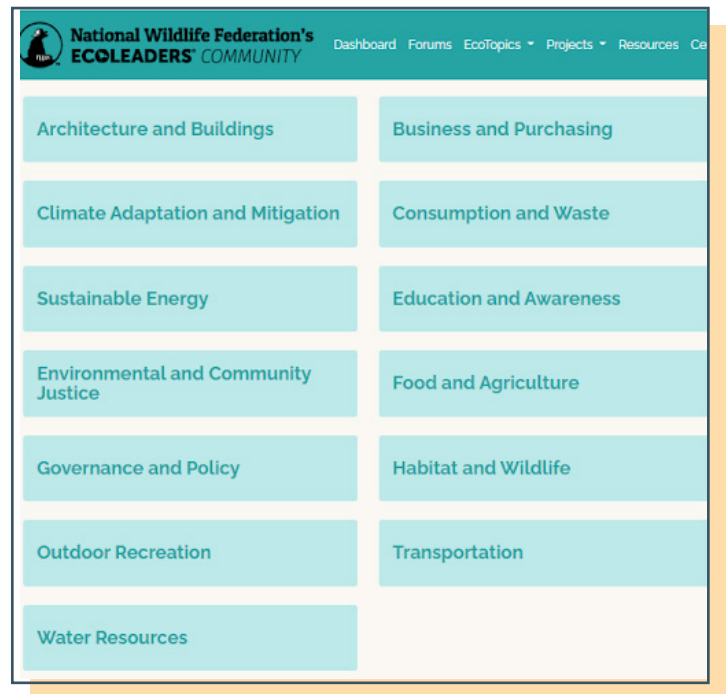 National Wildlife Federation's
ECOLEADERS® COMMUNITY
Dashboard Forums EcoTopics Projects Resources Ce
Architecture and Buildings
Business and Purchasing
Climate Adaptation and Mitigation
Consumption and Waste
Sustainable Energy
Education and Awareness
Environmental and Community
Justice
Food and Agriculture
Governance and Policy
Habitat and Wildlife
Outdoor Recreation
Transportation
Water Resources